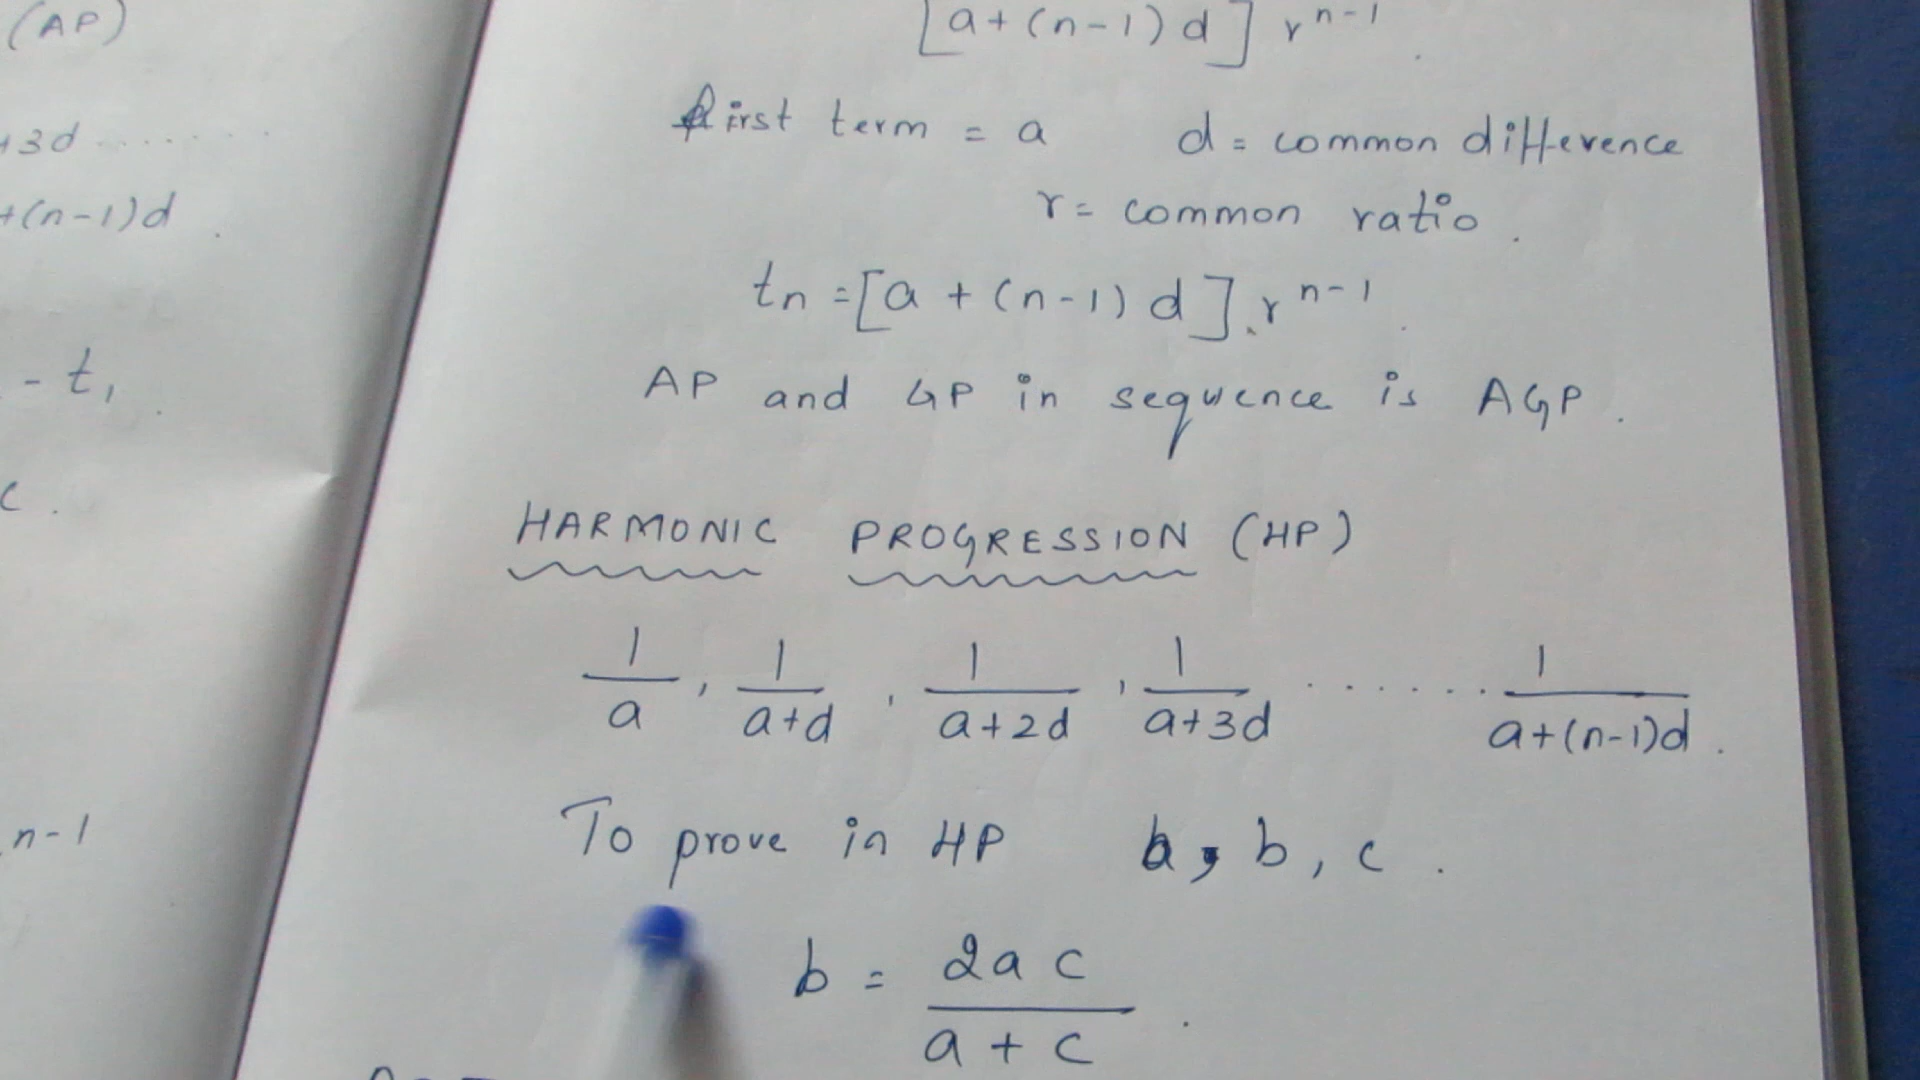 (AP)
+3d ......
+(n-1)d.
- t₁.
c.
n-1
[a+(n-1)d] r^(n-1).
first term = a d = common difference
r = common ratio.
tn = [a + (n-1) d].r^(n-1).
AP and GP in sequence is AGP.
HARMONIC PROGRESSION (HP)
1/a, 1/(a+d), 1/(a+2d), 1/(a+3d) ...... 1/(a+(n-1)d).
To prove in HP a, b, c.
b = 2ac/(a+c).